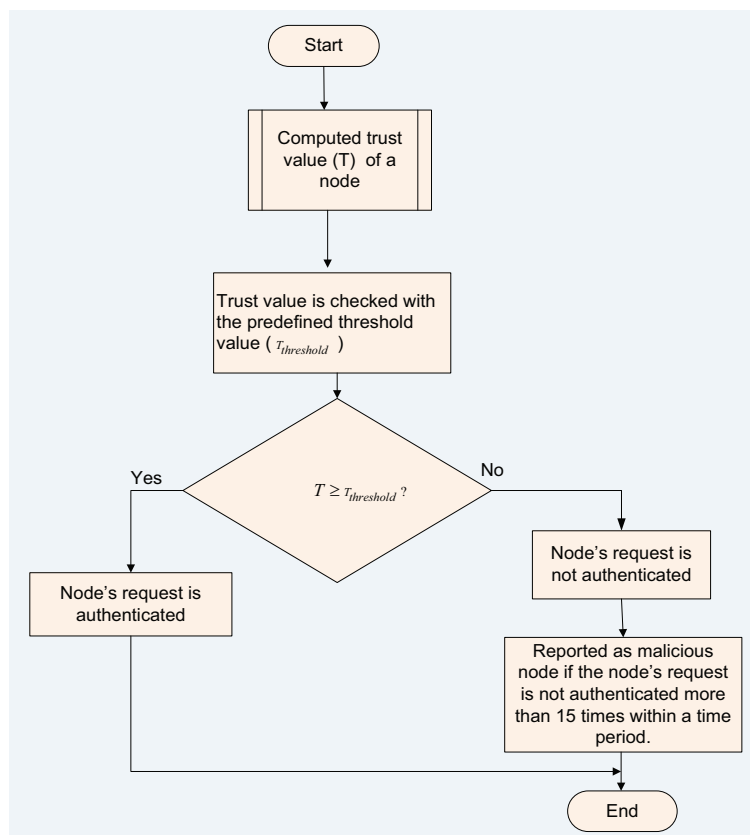 Start
Computed trust
value (T) of a
node
Trust value is checked with
the predefined threshold
value ( T_threshold )
T ≥ T_threshold ?
Yes
No
Node's request is
authenticated
Node's request is
not authenticated
Reported as malicious
node if the node's request
is not authenticated more
than 15 times within a time
period.
End